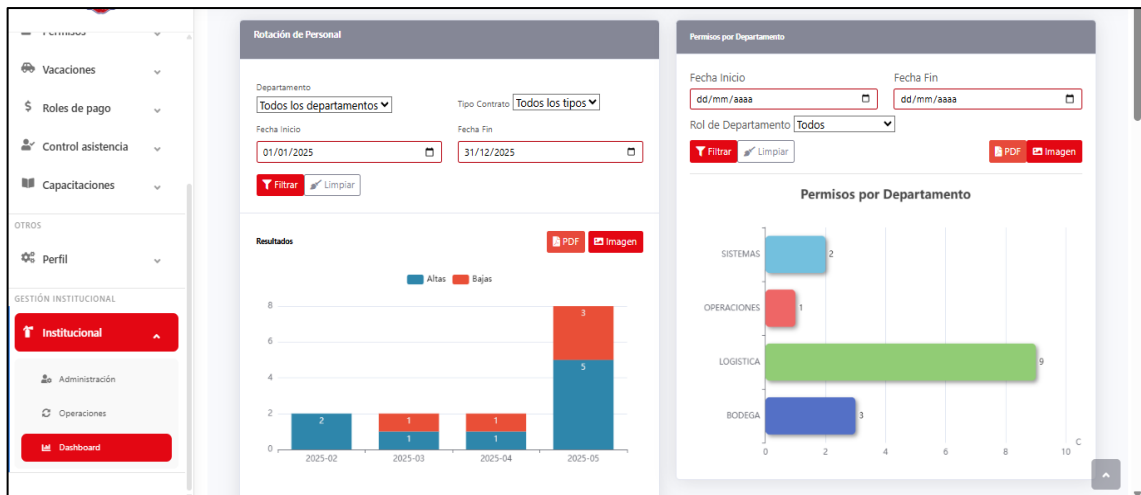 Permisos
Vacaciones
Roles de pago
Control asistencia
Capacitaciones
OTROS
Perfil
GESTIÓN INSTITUCIONAL
Institucional
Administración
Operaciones
Dashboard
Rotación de Personal
Departamento
Todos los departamentos
Tipo Contrato Todos los tipos
Fecha Inicio Fecha Fin
01/01/2025 31/12/2025
Filtrar Limpiar
Resultados PDF Imagen
Altas Bajas
8
6
4
2
0
2
1
1
1
1
3
5
2025-02 2025-03 2025-04 2025-05
Permisos por Departamento
Fecha Inicio Fecha Fin
dd/mm/aaaa dd/mm/aaaa
Rol de Departamento Todos
Filtrar Limpiar PDF Imagen
Permisos por Departamento
SISTEMAS 2
OPERACIONES 1
LOGISTICA 9
BODEGA 3
C
0 2 4 6 8 10